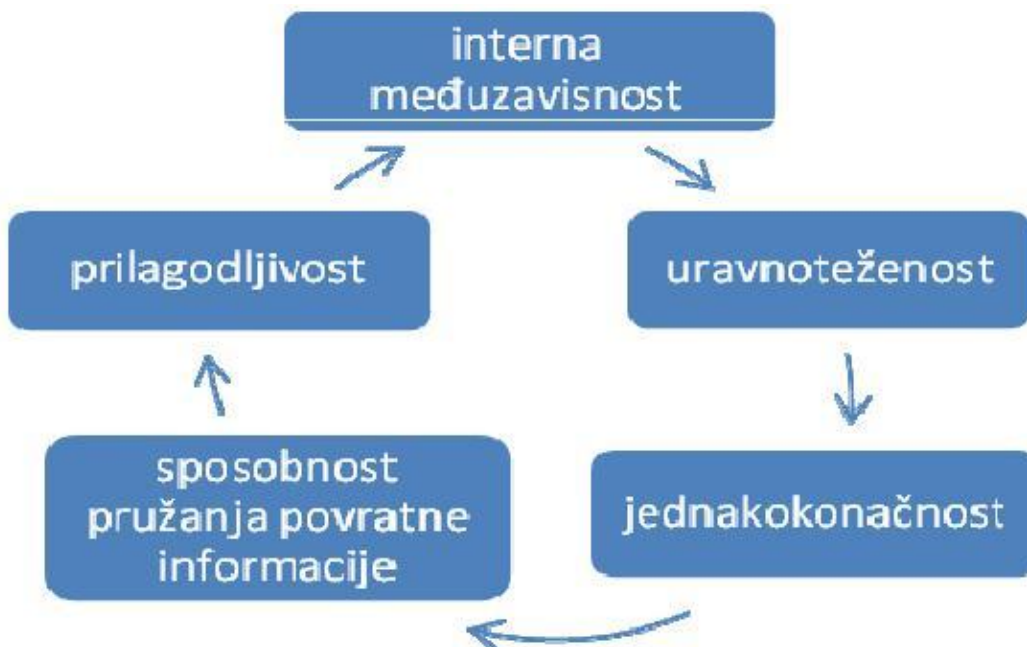 interna
međuzavisnost
uravnoteženost
jednakokonačnost
sposobnost
pružanja povratne
informacije
prilagodljivost